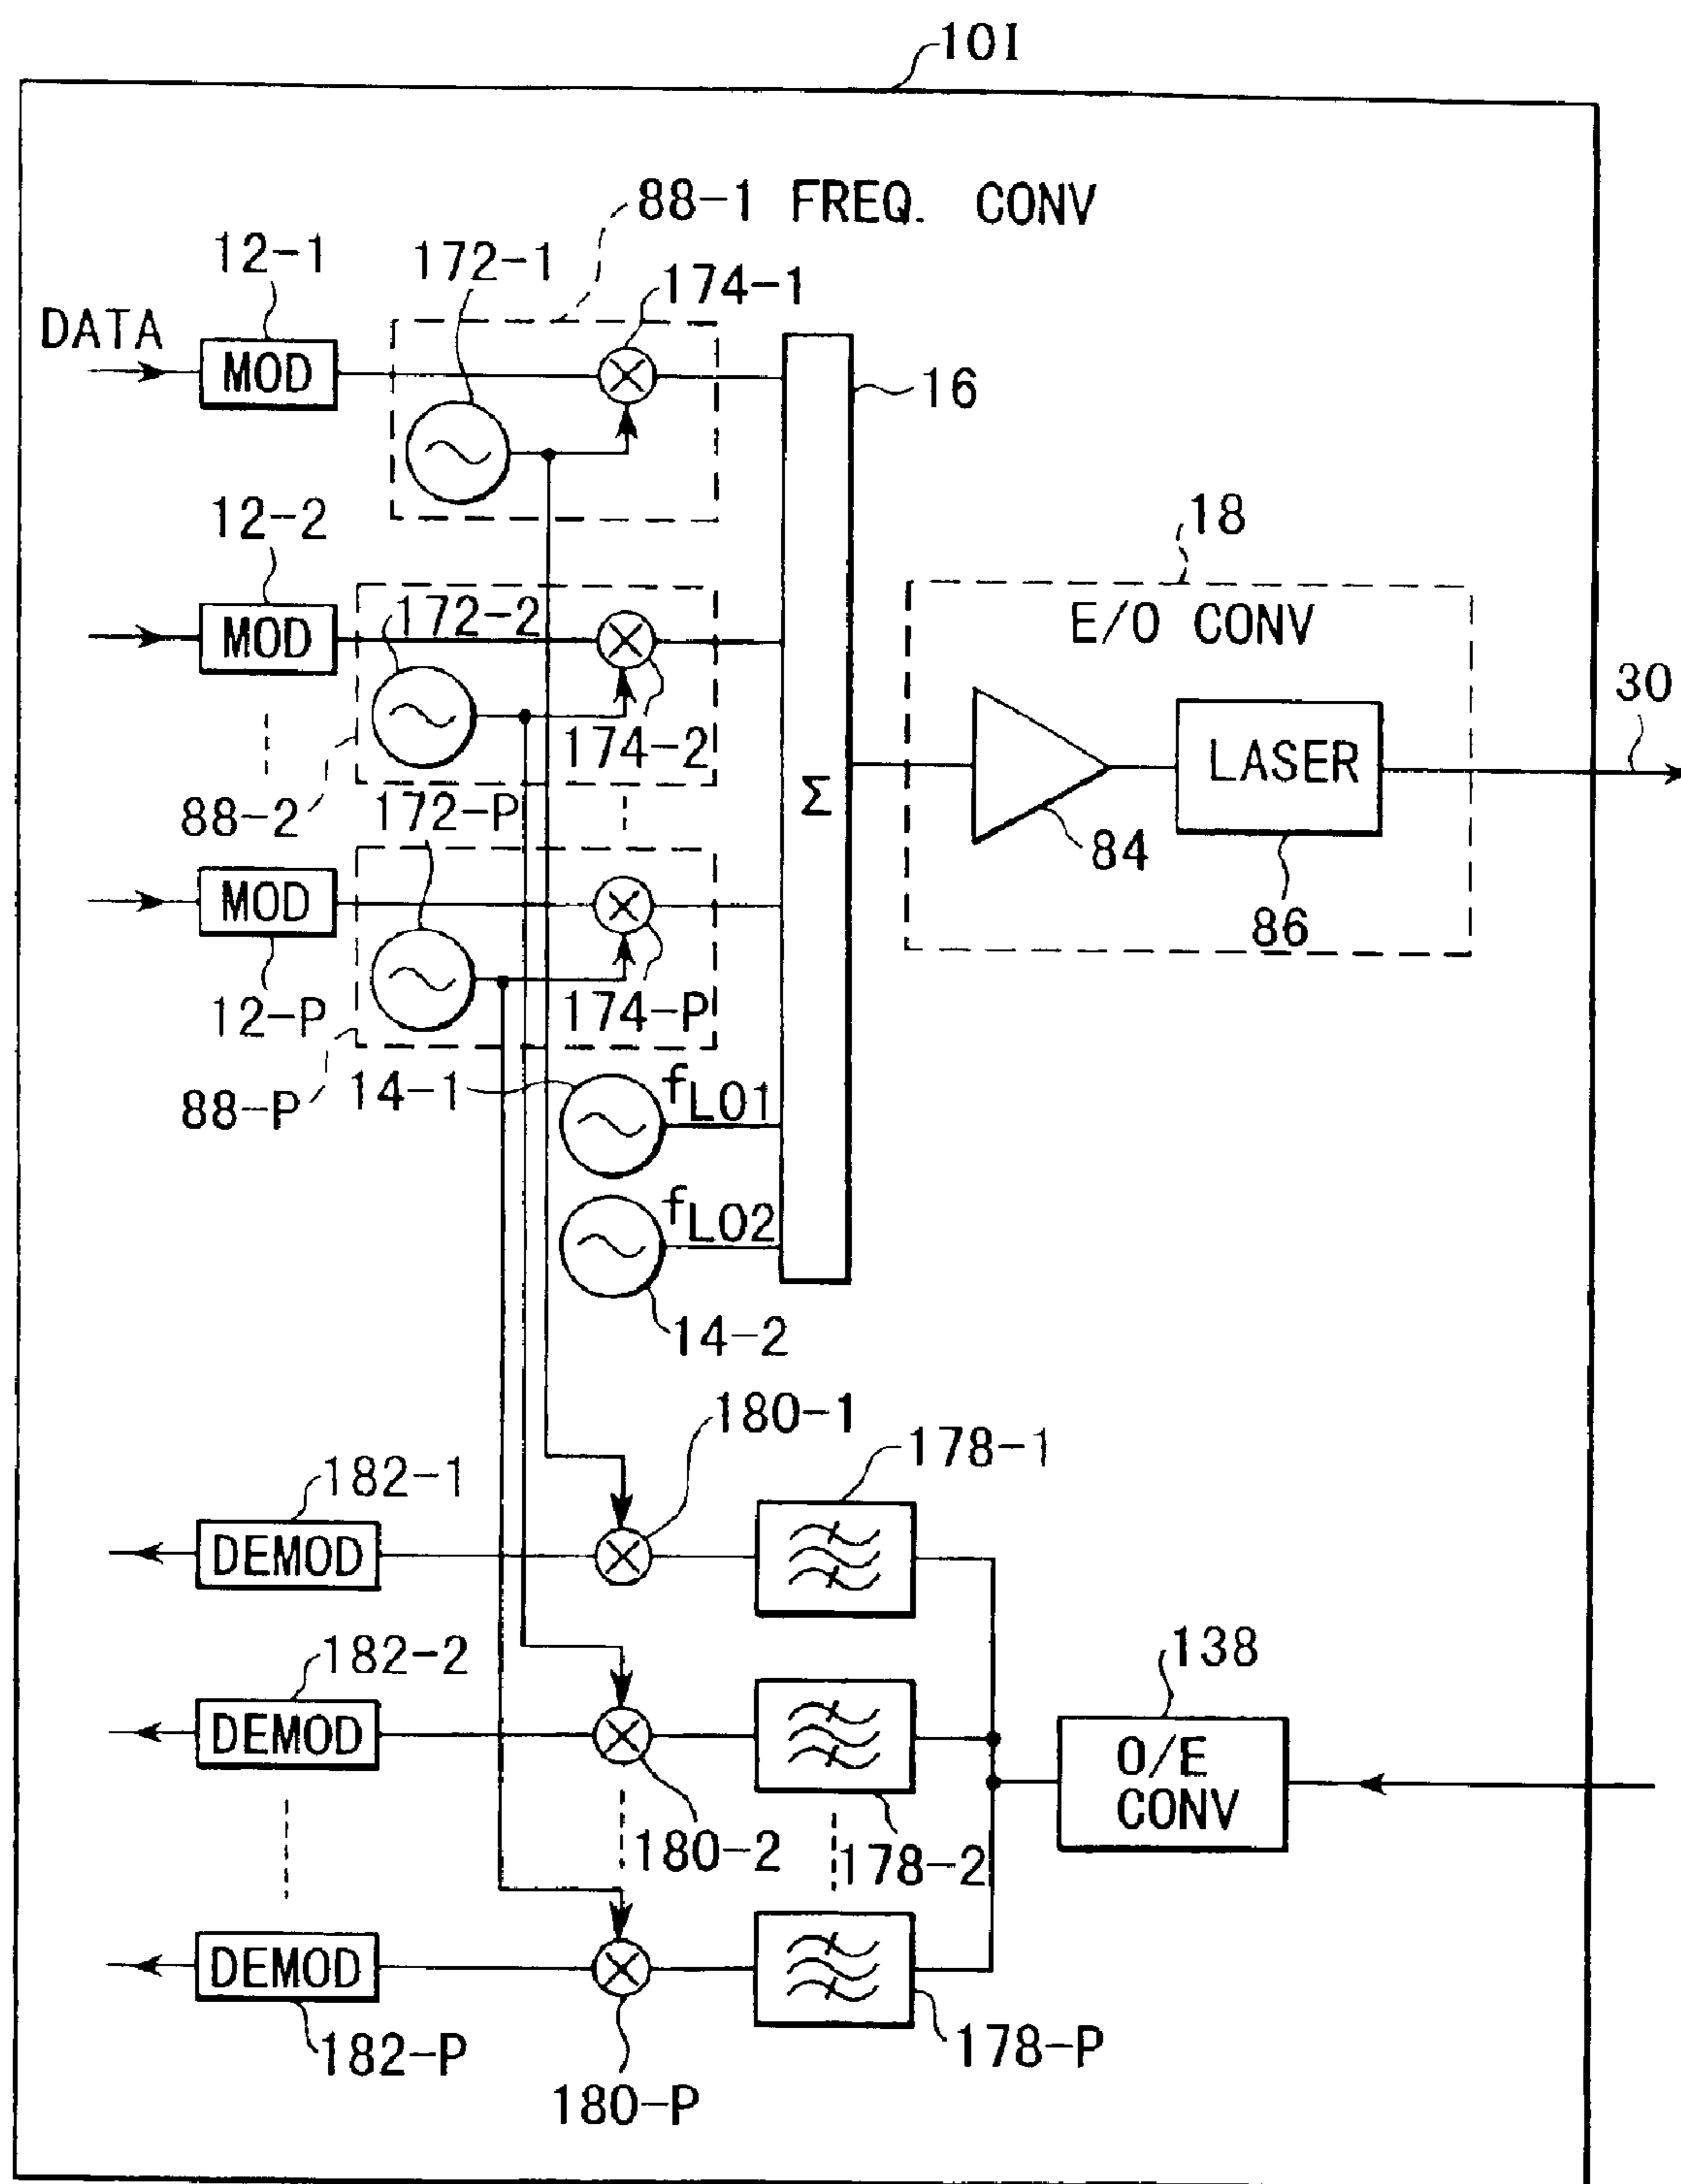 10I
88-1 FREQ. CONV
12-1
172-1
174-1
DATA
MOD
16
12-2
18
MOD
172-2
E/O CONV
30
174-2
LASER
Σ
88-2
172-P
84
MOD
86
12-P
174-P
14-1
fLO1
88-P
fLO2
14-2
180-1
178-1
182-1
DEMOD
182-2
138
DEMOD
O/E
CONV
180-2
178-2
DEMOD
182-P
178-P
180-P